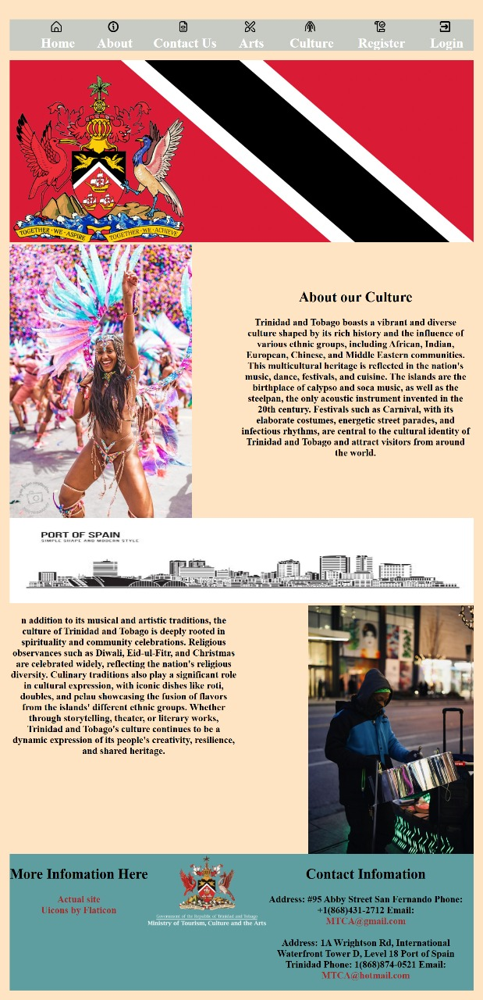 Home About Contact Us Arts Culture Register Login
TOGETHER · WE · ASPIRE TOGETHER · WE · ACHIEVE
About our Culture
Trinidad and Tobago boasts a vibrant and diverse
culture shaped by its rich history and the influence of
various ethnic groups, including African, Indian,
European, Chinese, and Middle Eastern communities.
This multicultural heritage is reflected in the nation's
music, dance, festivals, and cuisine. The islands are the
birthplace of calypso and soca music, as well as the
steelpan, the only acoustic instrument invented in the
20th century. Festivals such as Carnival, with its
elaborate costumes, energetic street parades, and
infectious rhythms, are central to the cultural identity of
Trinidad and Tobago and attract visitors from around
the world.
PORT OF SPAIN
SIMPLE SHAPE AND MODERN STYLE
n addition to its musical and artistic traditions, the
culture of Trinidad and Tobago is deeply rooted in
spirituality and community celebrations. Religious
observances such as Diwali, Eid-ul-Fitr, and Christmas
are celebrated widely, reflecting the nation's religious
diversity. Culinary traditions also play a significant role
in cultural expression, with iconic dishes like roti,
doubles, and pelau showcasing the fusion of flavors
from the islands' different ethnic groups. Whether
through storytelling, theater, or literary works,
Trinidad and Tobago's culture continues to be a
dynamic expression of its people's creativity, resilience,
and shared heritage.
More Infomation Here
Actual site
Uicons by Flaticon
Government of the Republic of Trinidad and Tobago
Ministry of Tourism, Culture and the Arts
Contact Infomation
Address: #95 Abby Street San Fernando Phone:
+1(868)431-2712 Email:
MTCA@gmail.com
Address: 1A Wrightson Rd, International
Waterfront Tower D, Level 18 Port of Spain
Trinidad Phone: 1(868)874-0521 Email:
MTCA@hotmail.com